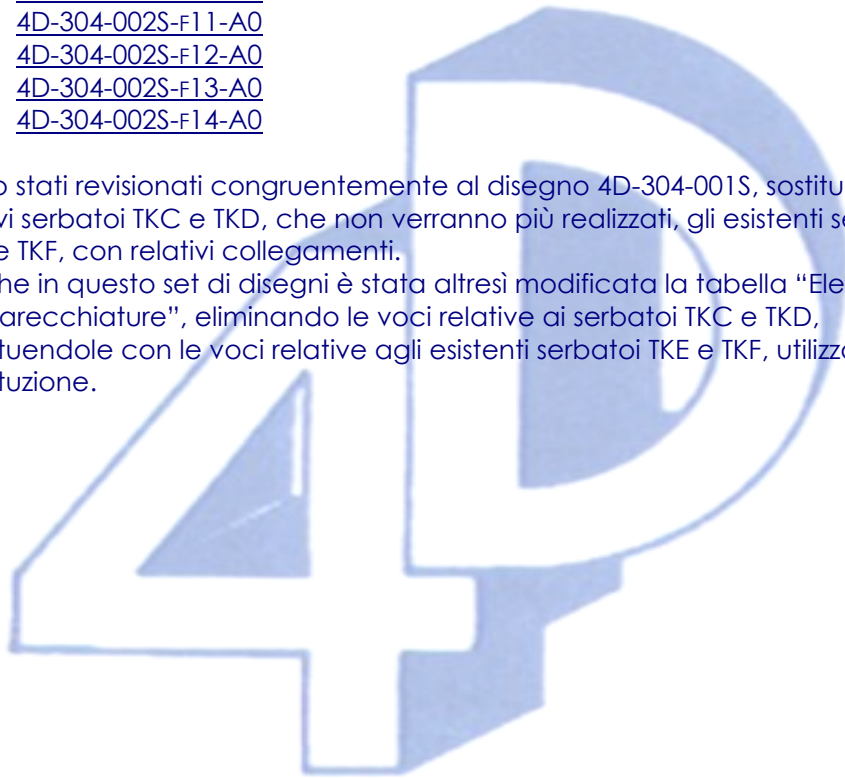 4D-304-002S-F11-A0
4D-304-002S-F12-A0
4D-304-002S-F13-A0
4D-304-002S-F14-A0
o stati revisionati congruentemente al disegno 4D-304-001S, sostitu
vi serbatoi TKC e TKD, che non verranno più realizzati, gli esistenti se
e TKF, con relativi collegamenti.
he in questo set di disegni è stata altresì modificata la tabella “Ele
arecchiature”, eliminando le voci relative ai serbatoi TKC e TKD,
tuendole con le voci relative agli esistenti serbatoi TKE e TKF, utilizza
tuzione.
4D